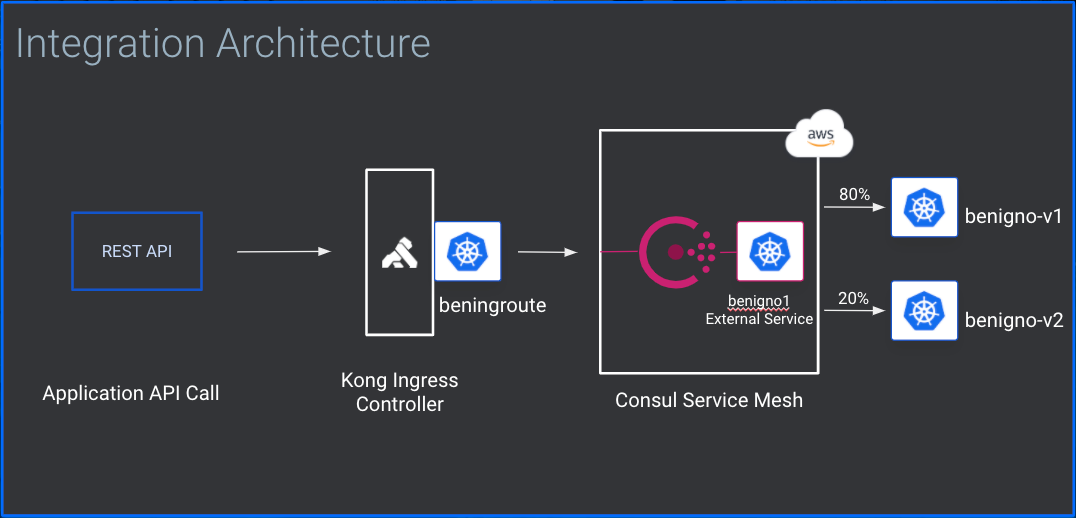 Integration Architecture
aws
80%
benigno-v1
REST API
beningroute
benigno1
External Service
20%
benigno-v2
Application API Call
Kong Ingress
Controller
Consul Service Mesh